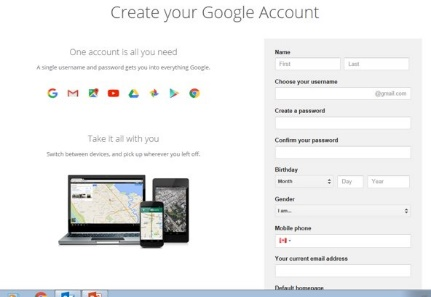 Create your Google Account
One account is all you need
A single username and password gets you into everything Google.
Take it all with you
Switch between devices, and pick up wherever you left off.
Name
First
Last
Choose your username
@gmail.com
Create a password
Confirm your password
Birthday
Month
Day
Year
Gender
I am...
Mobile phone
Your current email address
Default homepage